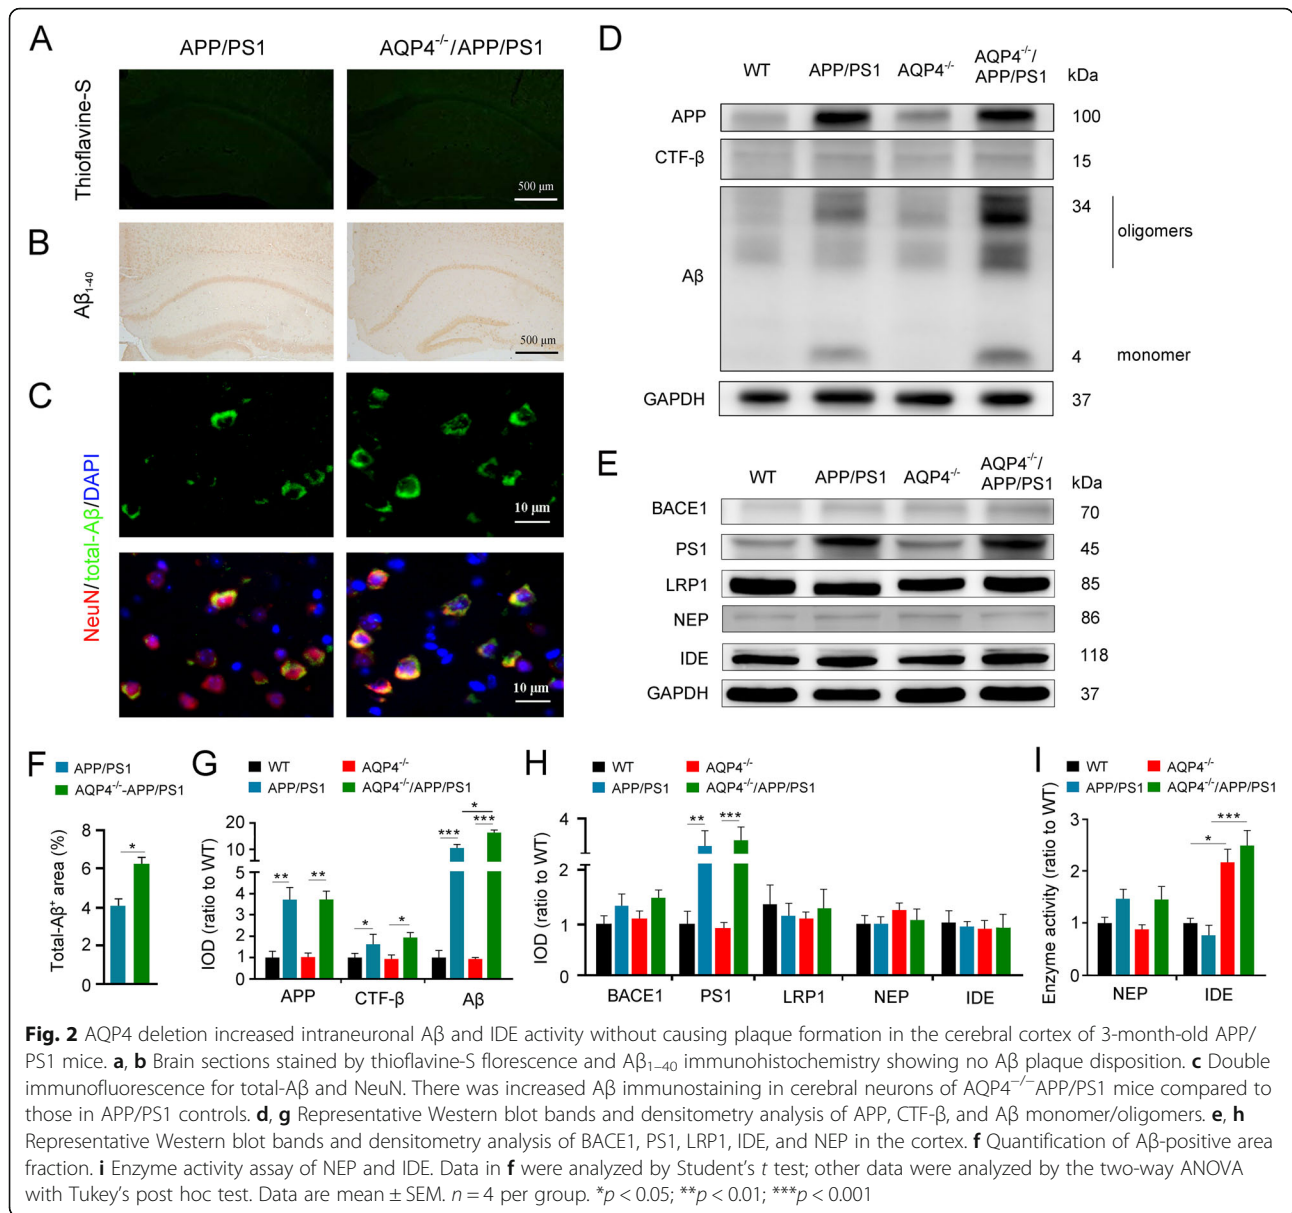 A
APP/PS1
AQP4-/-/APP/PS1
Thioflavine-S
500 μm
B
Aβ1-40
500 μm
C
NeuN/total-Aβ/DAPI
10 μm
10 μm
D
WT
APP/PS1
AQP4-/-
AQP4-/-/
APP/PS1
kDa
APP
100
CTF-β
15
Aβ
34
oligomers
4
monomer
GAPDH
37
E
WT
APP/PS1
AQP4-/-
AQP4-/-/
APP/PS1
kDa
BACE1
70
PS1
45
LRP1
85
NEP
86
IDE
118
GAPDH
37
F
APP/PS1
AQP4-/--APP/PS1
Total-Aβ+ area (%)
8
6
4
2
0
*
G
WT
AQP4-/-
APP/PS1
AQP4-/-/APP/PS1
IOD (ratio to WT)
20
10
5
4
3
2
1
0
**
**
*
*
***
*
***
APP
CTF-β
Aβ
H
WT
AQP4-/-
APP/PS1
AQP4-/-/APP/PS1
IOD (ratio to WT)
4
2
2
1
0
**
***
BACE1
PS1
LRP1
NEP
IDE
I
WT
AQP4-/-
APP/PS1
AQP4-/-/APP/PS1
Enzyme activity (ratio to WT)
3
2
1
0
***
*
NEP
IDE
Fig. 2 AQP4 deletion increased intraneuronal Aβ and IDE activity without causing plaque formation in the cerebral cortex of 3-month-old APP/
PS1 mice. a, b Brain sections stained by thioflavine-S florescence and Aβ1–40 immunohistochemistry showing no Aβ plaque disposition. c Double
immunofluorescence for total-Aβ and NeuN. There was increased Aβ immunostaining in cerebral neurons of AQP4−/−APP/PS1 mice compared to
those in APP/PS1 controls. d, g Representative Western blot bands and densitometry analysis of APP, CTF-β, and Aβ monomer/oligomers. e, h
Representative Western blot bands and densitometry analysis of BACE1, PS1, LRP1, IDE, and NEP in the cortex. f Quantification of Aβ-positive area
fraction. i Enzyme activity assay of NEP and IDE. Data in f were analyzed by Student's t test; other data were analyzed by the two-way ANOVA
with Tukey's post hoc test. Data are mean ± SEM. n = 4 per group. *p < 0.05; **p < 0.01; ***p < 0.001